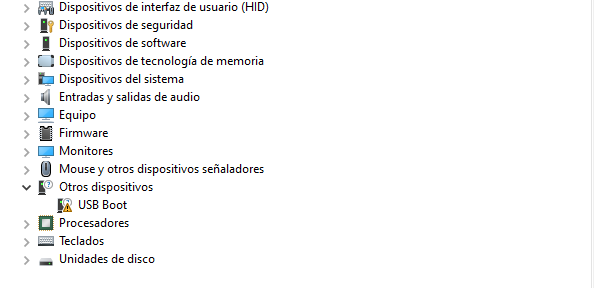 Dispositivos de interfaz de usuario (HID)
Dispositivos de seguridad
Dispositivos de software
Dispositivos de tecnología de memoria
Dispositivos del sistema
Entradas y salidas de audio
Equipo
Firmware
Monitores
Mouse y otros dispositivos señaladores
Otros dispositivos
USB Boot
Procesadores
Teclados
Unidades de disco